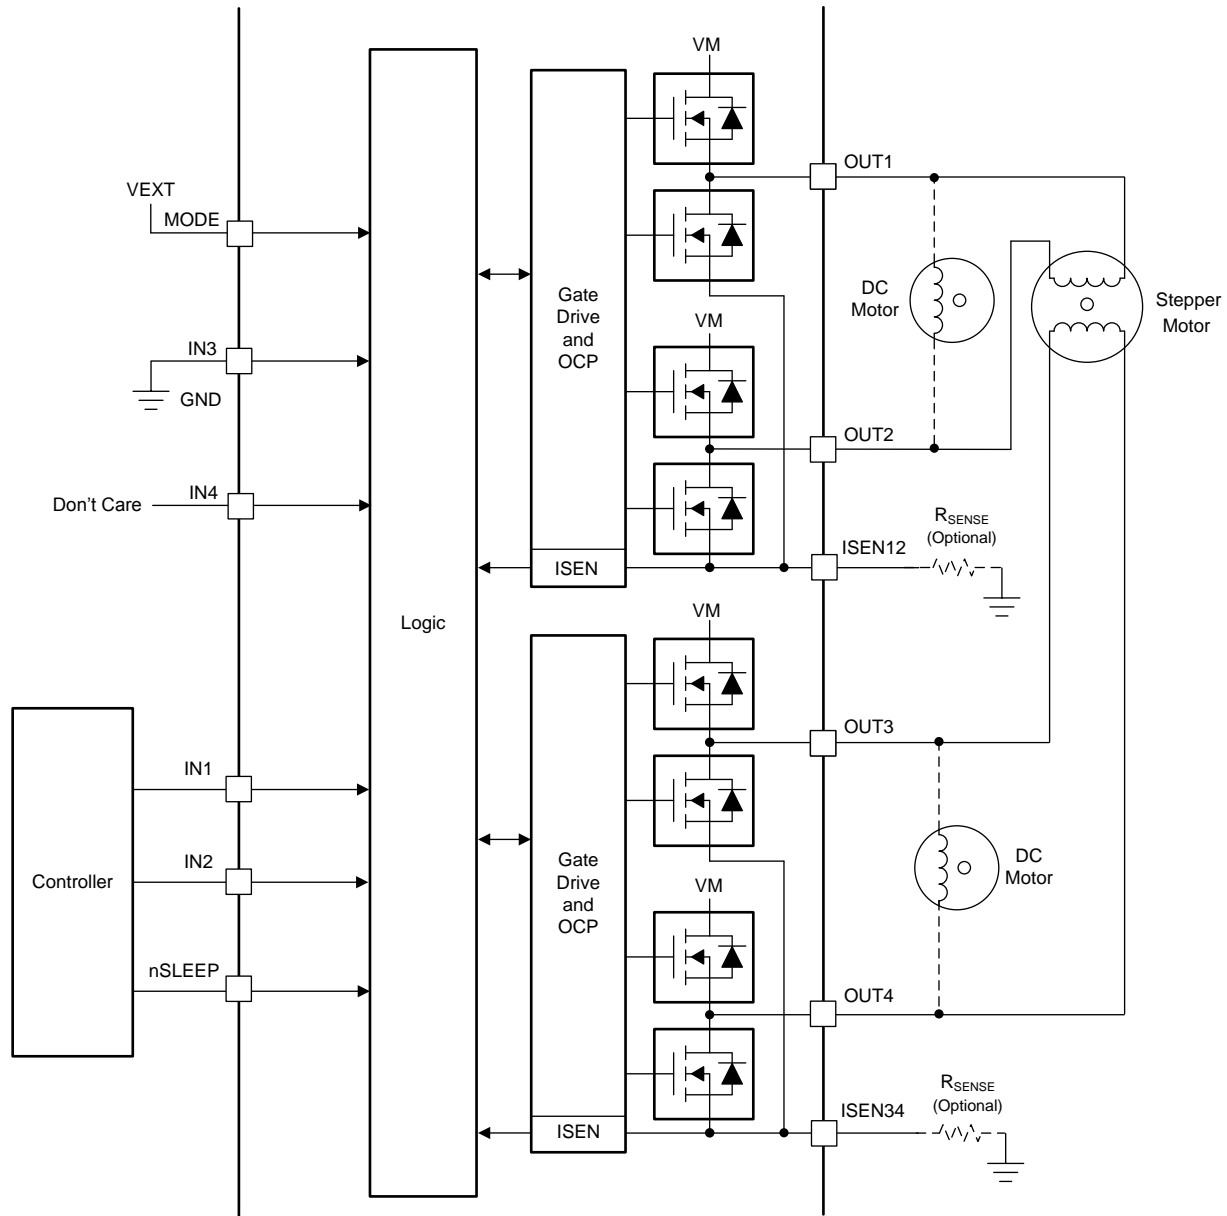 VM
OUT1
VEXT
MODE
DC
Motor
Stepper
Motor
Gate
Drive
and
OCP
VM
IN3
GND
OUT2
IN4
Don't Care
RSENSE
(Optional)
ISEN12
ISEN
VM
Logic
OUT3
IN1
Controller
IN2
nSLEEP
Gate
Drive
and
OCP
VM
DC
Motor
OUT4
RSENSE
(Optional)
ISEN34
ISEN